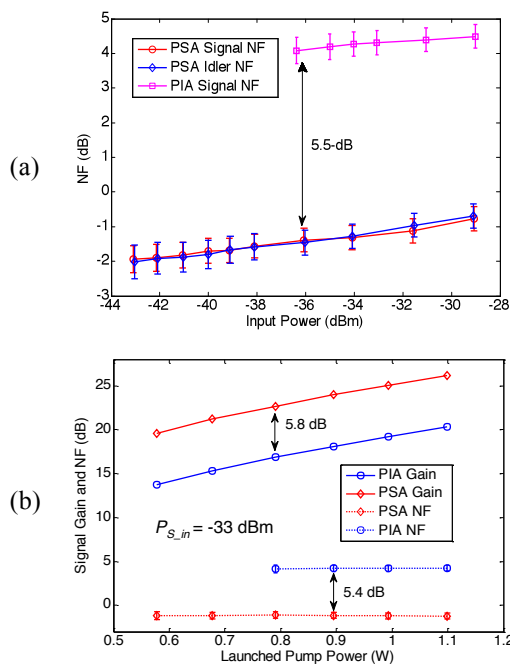 (a)
NF (dB)
5
4
3
2
1
0
-1
-2
-3
PSA Signal NF
PSA Idler NF
PIA Signal NF
5.5-dB
-44 -42 -40 -38 -36 -34 -32 -30 -28
Input Power (dBm)
(b)
Signal Gain and NF (dB)
25
20
15
10
5
0
5.8 dB
PIA Gain
PSA Gain
PSA NF
PIA NF
P_S_in = -33 dBm
5.4 dB
0.5 0.6 0.7 0.8 0.9 1 1.1 1.2
Launched Pump Power (W)